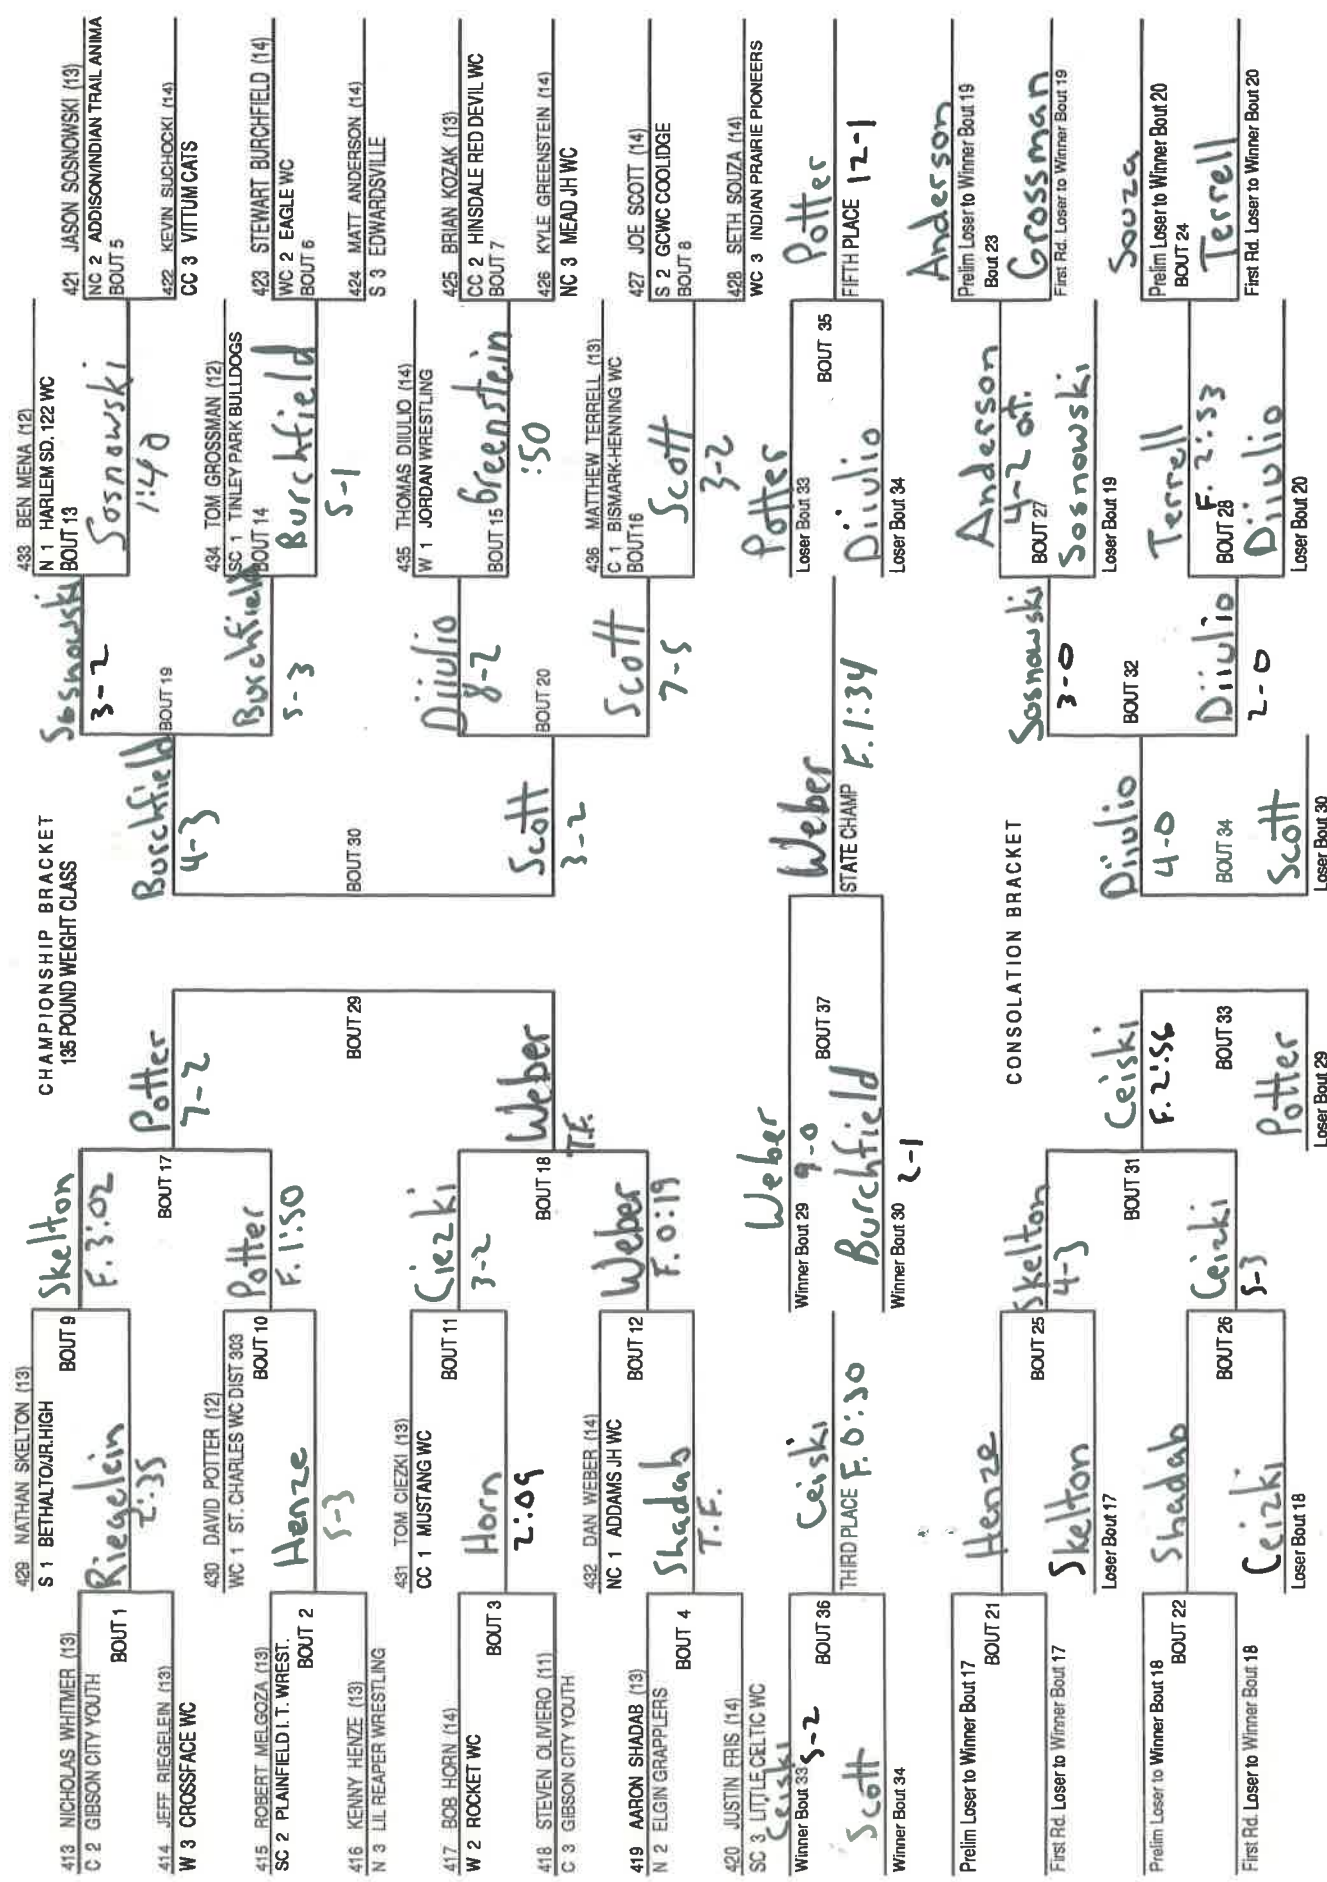 CHAMPIONSHIP BRACKET
135 POUND WEIGHT CLASS
413 NICHOLAS WHITMER (13)
C 2 GIBSON CITY YOUTH
BOUT 1
414 JEFF RIEGELEIN (13)
W 3 CROSSFACE WC
415 ROBERT MELGOZA (13)
SC 2 PLAINFIELD I. T. WREST.
BOUT 2
416 KENNY HENZE (13)
N 3 LIL REAPER WRESTLING
417 BOB HORN (14)
W 2 ROCKET WC
BOUT 3
418 STEVEN OLIVIERO (11)
C 3 GIBSON CITY YOUTH
419 AARON SHADAB (13)
N 2 ELGIN GRAPPLERS
BOUT 4
420 JUSTIN FRIS (14)
SC 3 LITTLE CELTIC WC
429 NATHAN SKELTON (13)
S 1 BETHALTO/JR.HIGH
BOUT 9
Riegelein
2:35
430 DAVID POTTER (12)
WC 1 ST. CHARLES WC DIST 303
BOUT 10
Henze
5-3
431 TOM CIEZKI (13)
CC 1 MUSTANG WC
BOUT 11
Horn
2:09
432 DAN WEBER (14)
NC 1 ADDAMS JH WC
BOUT 12
Shadab
T.F.
Skelton
F. 3:02
BOUT 17
Potter
F. 1:50
Ciezki
3-2
BOUT 18
Weber
F. 0:19
Potter
7-2
BOUT 29
Weber
T.F.
Burchfield
4-3
BOUT 30
Scott
3-2
Sosnowski
3-2
BOUT 19
Burchfield
5-3
Diiulio
8-2
BOUT 20
Scott
7-5
433 BEN MENA (12)
N 1 HARLEM SD. 122 WC
BOUT 13
Sosnowski
1:40
434 TOM GROSSMAN (12)
SC 1 TINLEY PARK BULLDOGS
BOUT 14
Burchfield
5-1
435 THOMAS DIIULIO (14)
W 1 JORDAN WRESTLING
BOUT 15
Greenstein
:50
436 MATTHEW TERRELL (13)
C 1 BISMARK-HENNING WC
BOUT16
Scott
3-2
421 JASON SOSNOWSKI (13)
NC 2 ADDISON/INDIAN TRAIL ANIMA
BOUT 5
422 KEVIN SUCHOCKI (14)
CC 3 VITTUM CATS
423 STEWART BURCHFIELD (14)
WC 2 EAGLE WC
BOUT 6
424 MATT ANDERSON (14)
S 3 EDWARDSVILLE
425 BRIAN KOZAK (13)
CC 2 HINSDALE RED DEVIL WC
BOUT 7
426 KYLE GREENSTEIN (14)
NC 3 MEAD JH WC
427 JOE SCOTT (14)
S 2 GCWC COOLIDGE
BOUT 8
428 SETH SOUZA (14)
WC 3 INDIAN PRAIRIE PIONEERS
Ceiski
Winner Bout 33 5-2
BOUT 36
Scott
Winner Bout 34
Ceiski
THIRD PLACE F. 0:30
Weber
Winner Bout 29 9-0
BOUT 37
Burchfield
Winner Bout 30 2-1
Weber
STATE CHAMP F. 1:34
Potter
Loser Bout 33
BOUT 35
Diiulio
Loser Bout 34
Potter
FIFTH PLACE 12-1
CONSOLATION BRACKET
Prelim Loser to Winner Bout 17
BOUT 21
First Rd. Loser to Winner Bout 17
Prelim Loser to Winner Bout 18
BOUT 22
First Rd. Loser to Winner Bout 18
Henze
BOUT 25
Skelton
Loser Bout 17
Shadab
BOUT 26
Ceizki
Loser Bout 18
Skelton
4-3
BOUT 31
Ceizki
5-3
Ceiski
F. 2:56
BOUT 33
Potter
Loser Bout 29
Diiulio
4-0
BOUT 34
Scott
Loser Bout 30
Sosnowski
3-0
BOUT 32
Diiulio
2-0
Anderson
4-2 ot.
BOUT 27
Sosnowski
Loser Bout 19
Terrell
F. 2:53
BOUT 28
Diiulio
Loser Bout 20
Anderson
Prelim Loser to Winner Bout 19
Bout 23
Grossman
First Rd. Loser to Winner Bout 19
Souza
Prelim Loser to Winner Bout 20
BOUT 24
Terrell
First Rd. Loser to Winner Bout 20